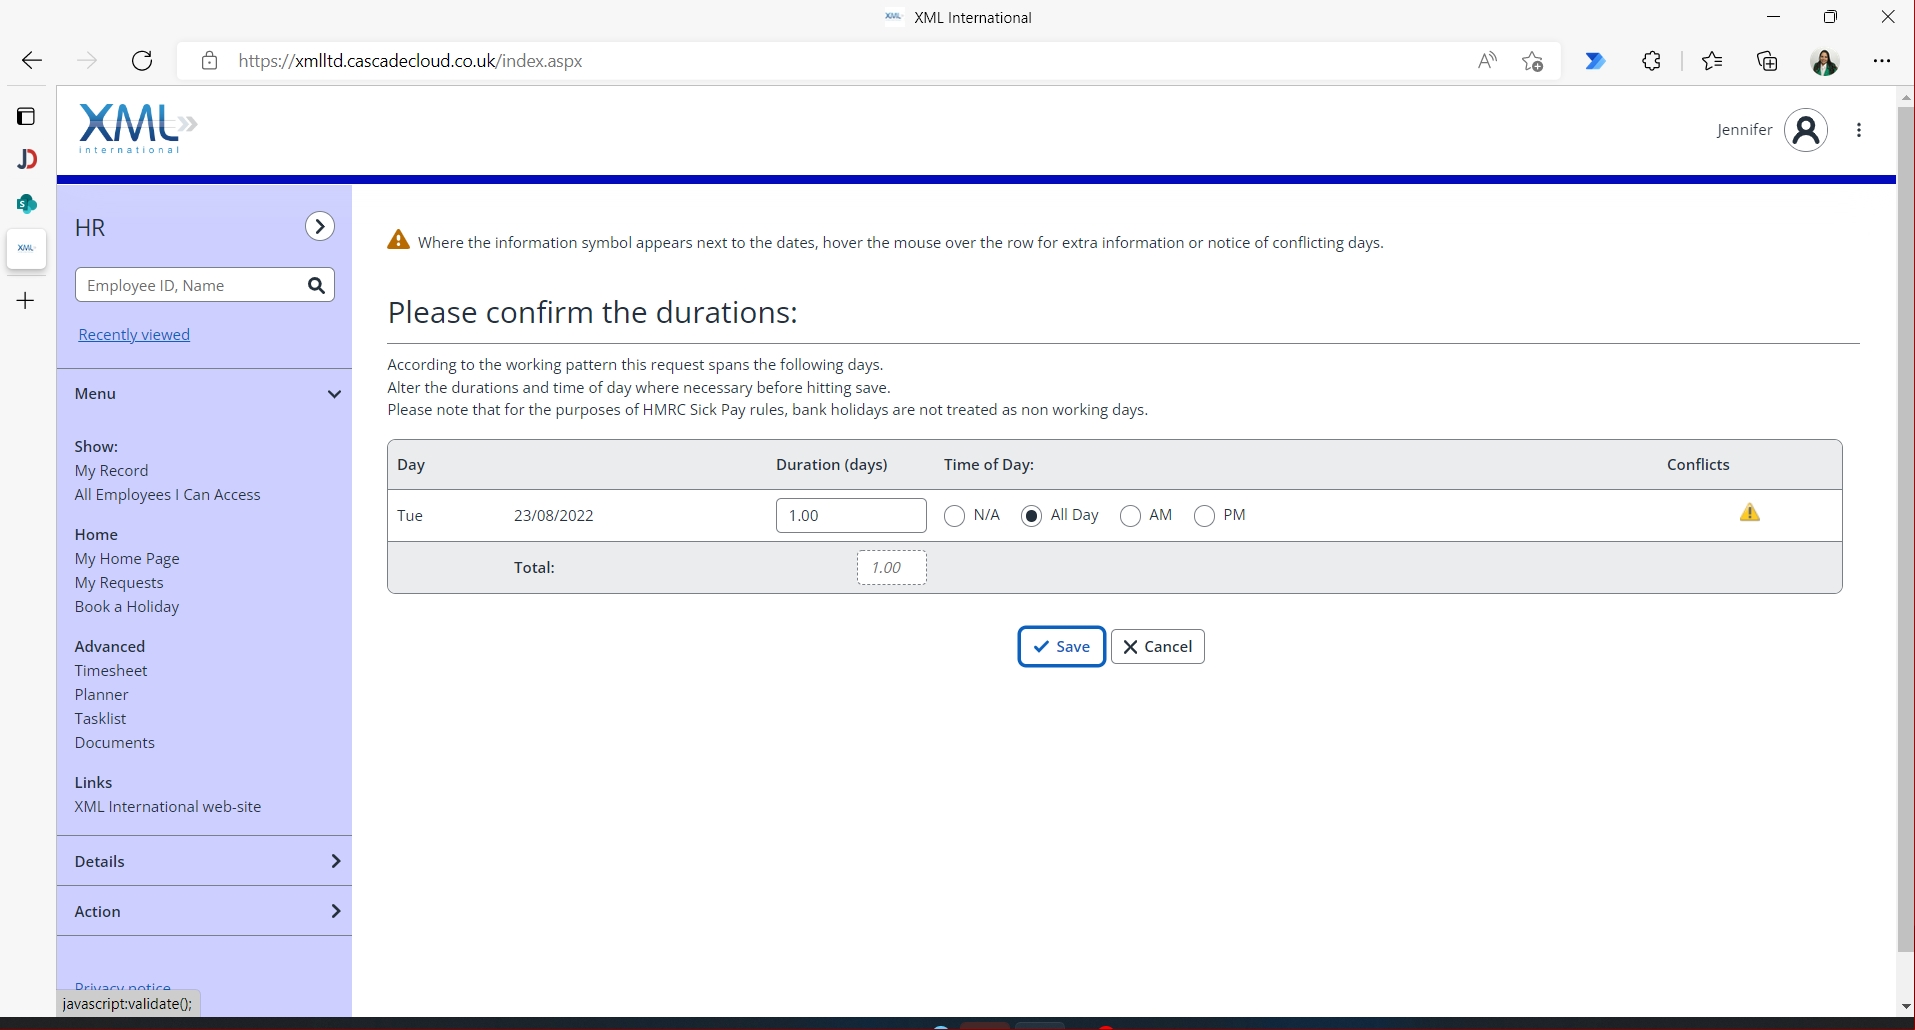 XML XML International
https://xmlltd.cascadecloud.co.uk/index.aspx
XML
international
Jennifer
JD
S
XML
HR
Employee ID, Name
Recently viewed
Menu
Show:
My Record
All Employees I Can Access
Home
My Home Page
My Requests
Book a Holiday
Advanced
Timesheet
Planner
Tasklist
Documents
Links
XML International web-site
Details
Action
Privacy notice
javascript:validate();
Where the information symbol appears next to the dates, hover the mouse over the row for extra information or notice of conflicting days.
Please confirm the durations:
According to the working pattern this request spans the following days.
Alter the durations and time of day where necessary before hitting save.
Please note that for the purposes of HMRC Sick Pay rules, bank holidays are not treated as non working days.
Day Duration (days) Time of Day: Conflicts
Tue 23/08/2022 1.00 N/A All Day AM PM
Total: 1.00
Save Cancel